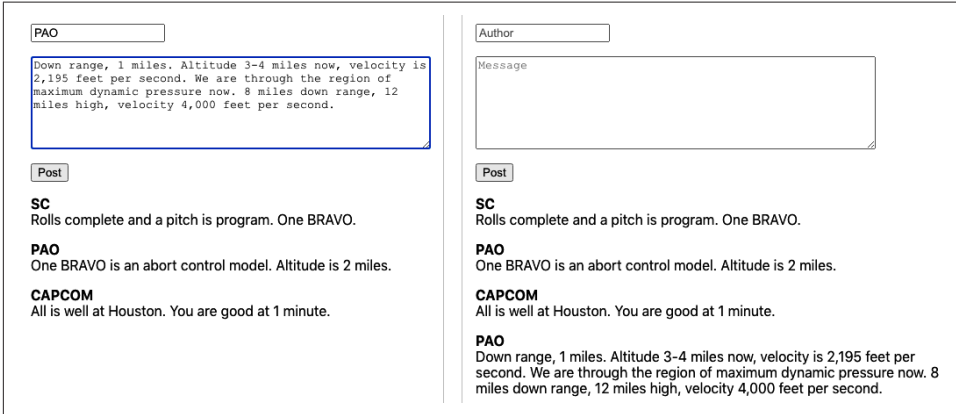 PAO
Down range, 1 miles. Altitude 3-4 miles now, velocity is
2,195 feet per second. We are through the region of
maximum dynamic pressure now. 8 miles down range, 12
miles high, velocity 4,000 feet per second.
Post
SC
Rolls complete and a pitch is program. One BRAVO.
PAO
One BRAVO is an abort control model. Altitude is 2 miles.
CAPCOM
All is well at Houston. You are good at 1 minute.
Author
Message
Post
SC
Rolls complete and a pitch is program. One BRAVO.
PAO
One BRAVO is an abort control model. Altitude is 2 miles.
CAPCOM
All is well at Houston. You are good at 1 minute.
PAO
Down range, 1 miles. Altitude 3-4 miles now, velocity is 2,195 feet per
second. We are through the region of maximum dynamic pressure now. 8
miles down range, 12 miles high, velocity 4,000 feet per second.